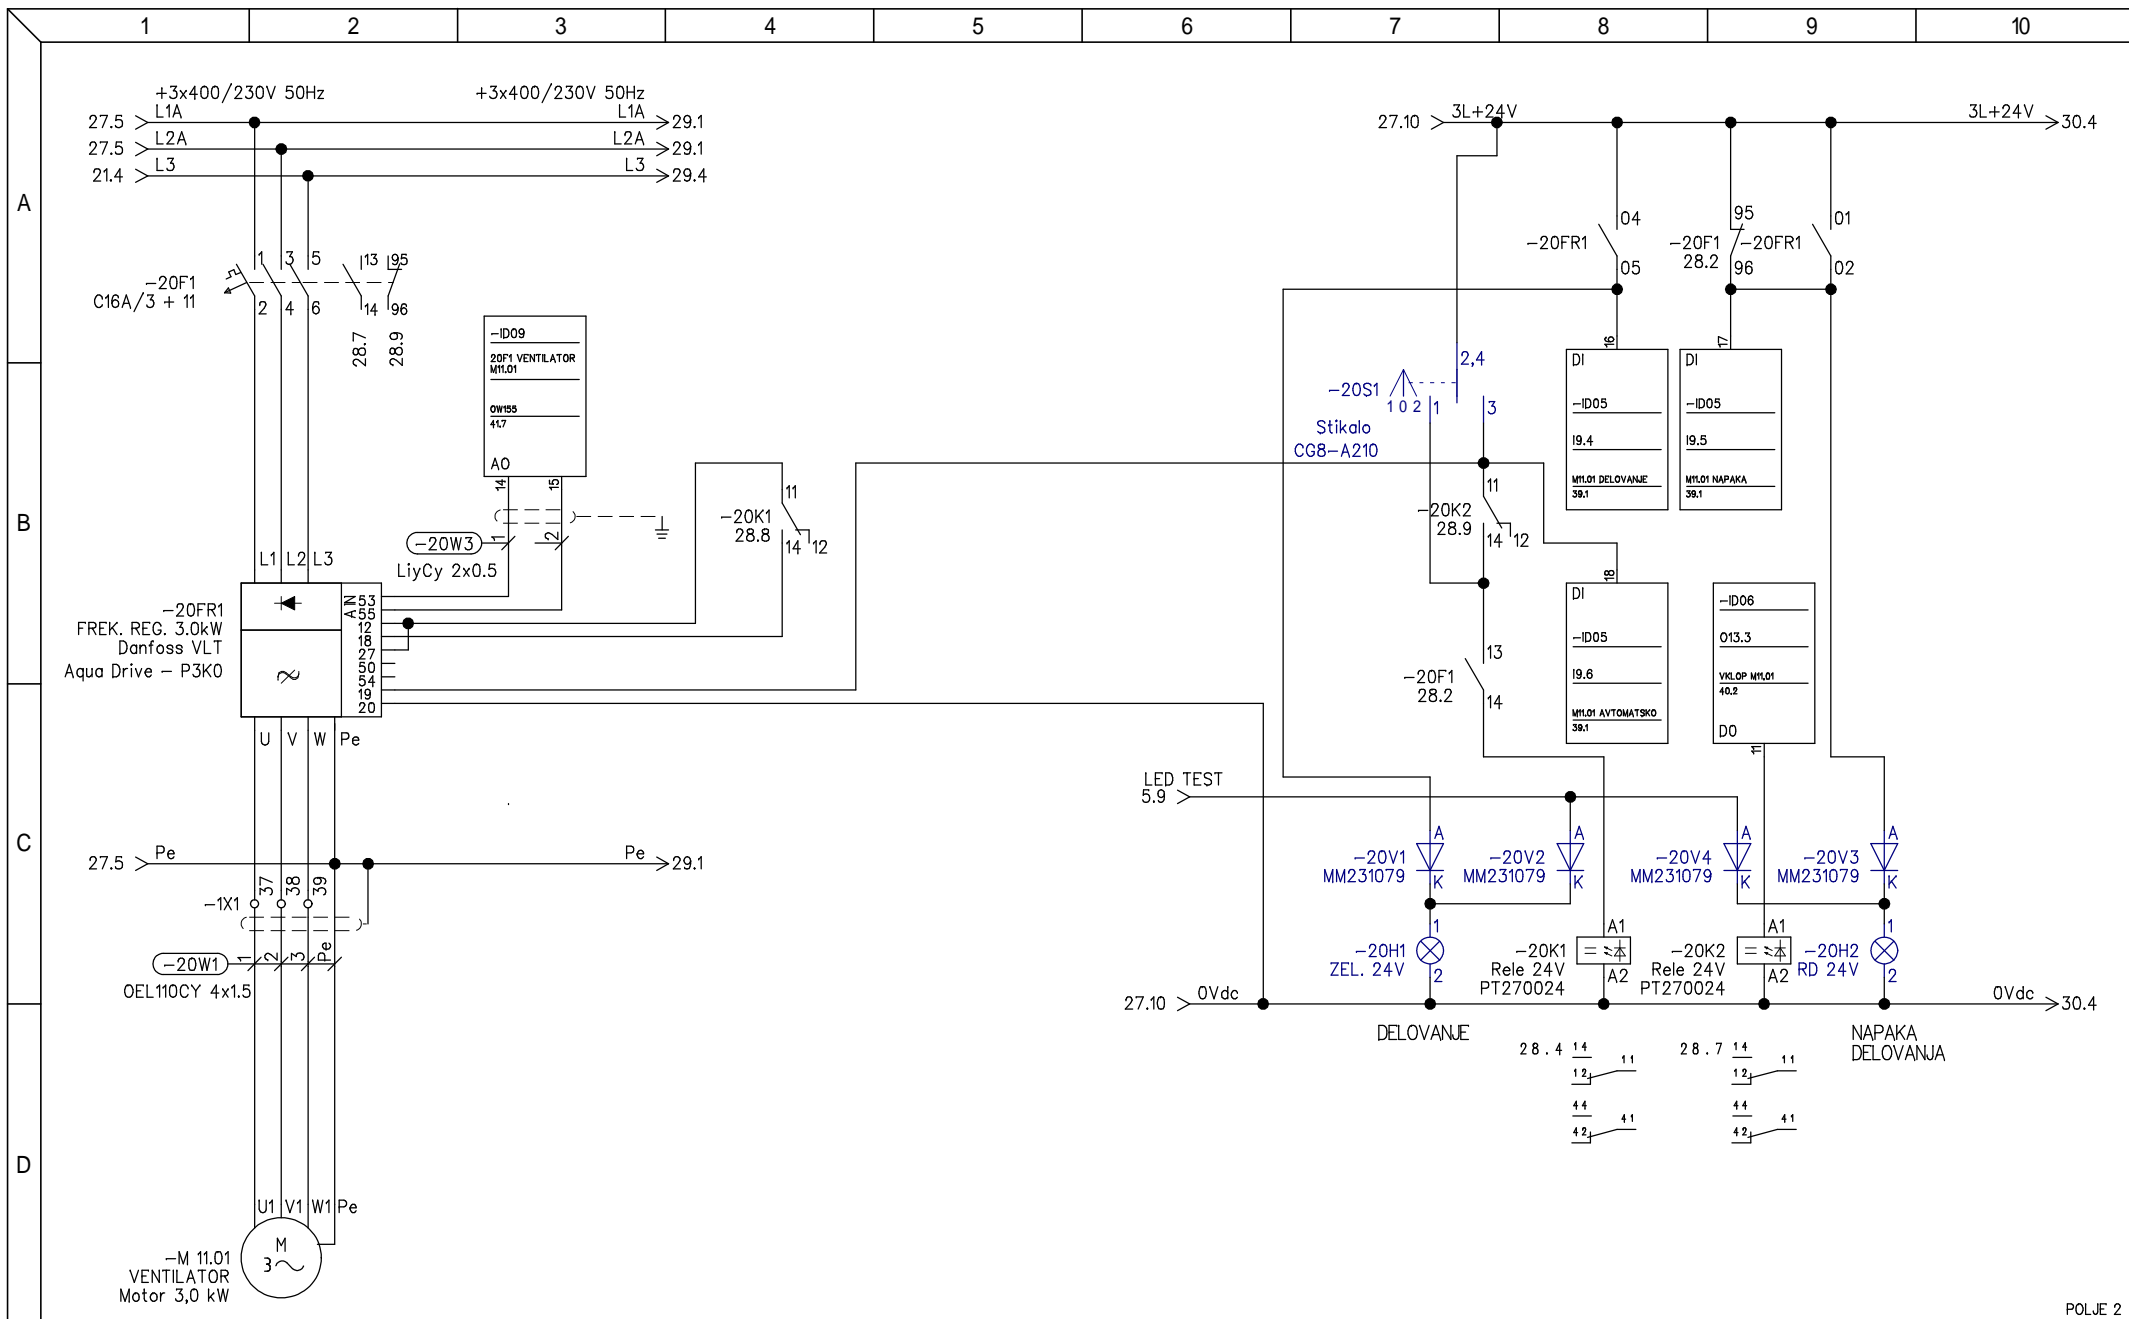 1 2 3 4 5 6 7 8 9 10
A
B
C
D
+3x400/230V 50Hz +3x400/230V 50Hz
27.5 L1A L1A 29.1
27.5 L2A L2A 29.1
21.4 L3 L3 29.4
27.10 3L+24V 3L+24V 30.4
-20F1
C16A/3 + 11
1 3 5 13 95
2 4 6 14 96
28.7 28.9
-ID09
20F1 VENTILATOR
M11.01
OW155
41.7
AO
14 15
-20W3
1 2
LiyCy 2x0.5
-20K1
28.8
11
14 12
L1 L2 L3
-20FR1
FREK. REG. 3.0kW
Danfoss VLT
Aqua Drive - P3K0
A IN
53
55
12
18
27
50
54
19
20
U V W Pe
27.5 Pe Pe 29.1
-1X1
37 38 39
-20W1
1 2 3 Pe
OEL110CY 4x1.5
U1 V1 W1 Pe
M
3
-M 11.01
VENTILATOR
Motor 3,0 kW
-20FR1
04
05
-20F1
28.2
95
96
-20FR1
01
02
-20S1
1 0 2
2,4
1 3
Stikalo
CG8-A210
-20K2
28.9
11
14 12
-20F1
28.2
13
14
16
DI
-ID05
I9.4
M11.01 DELOVANJE
39.1
17
DI
-ID05
I9.5
M11.01 NAPAKA
39.1
18
DI
-ID05
I9.6
M11.01 AVTOMATSKO
39.1
-ID06
O13.3
VKLOP M11.01
40.2
DO
11
LED TEST
5.9
-20V1
MM231079
A
K
-20V2
MM231079
A
K
-20V4
MM231079
A
K
-20V3
MM231079
A
K
-20H1
ZEL. 24V
1
2
-20K1
Rele 24V
PT270024
A1
A2
-20K2
Rele 24V
PT270024
A1
A2
-20H2
RD 24V
1
2
27.10 0Vdc 0Vdc 30.4
DELOVANJE
NAPAKA
DELOVANJA
28.4 14
12 11
44
42 41
28.7 14
12 11
44
42 41
POLJE 2